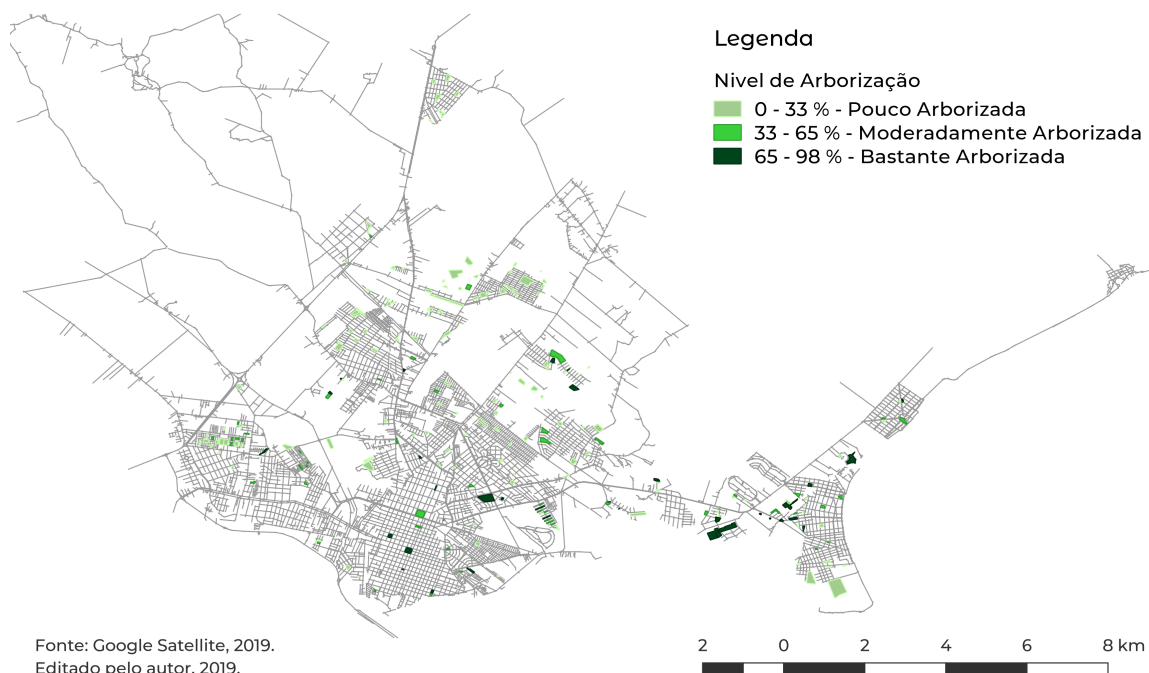 Legenda
Nivel de Arborização
0 - 33 % - Pouco Arborizada
33 - 65 % - Moderadamente Arborizada
65 - 98 % - Bastante Arborizada
Fonte: Google Satellite, 2019.
Editado pelo autor, 2019.
2 0 2 4 6 8 km